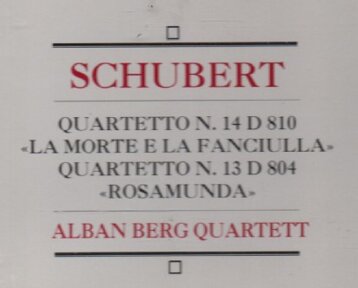 SCHUBERT
QUARTETTO N. 14 D 810
«LA MORTE E LA FANCIULLA»
QUARTETTO N. 13 D 804
«ROSAMUNDA»
ALBAN BERG QUARTETT